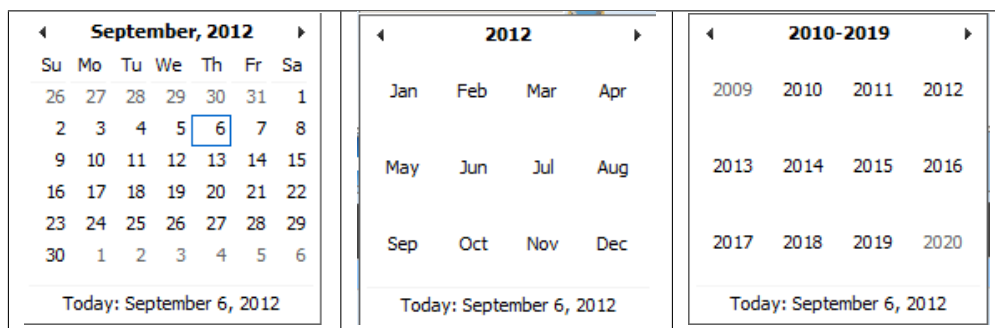 September, 2012
Su Mo Tu We Th Fr Sa
26 27 28 29 30 31 1
2 3 4 5 6 7 8
9 10 11 12 13 14 15
16 17 18 19 20 21 22
23 24 25 26 27 28 29
30 1 2 3 4 5 6
Today: September 6, 2012
2012
Jan Feb Mar Apr
May Jun Jul Aug
Sep Oct Nov Dec
Today: September 6, 2012
2010-2019
2009 2010 2011 2012
2013 2014 2015 2016
2017 2018 2019 2020
Today: September 6, 2012